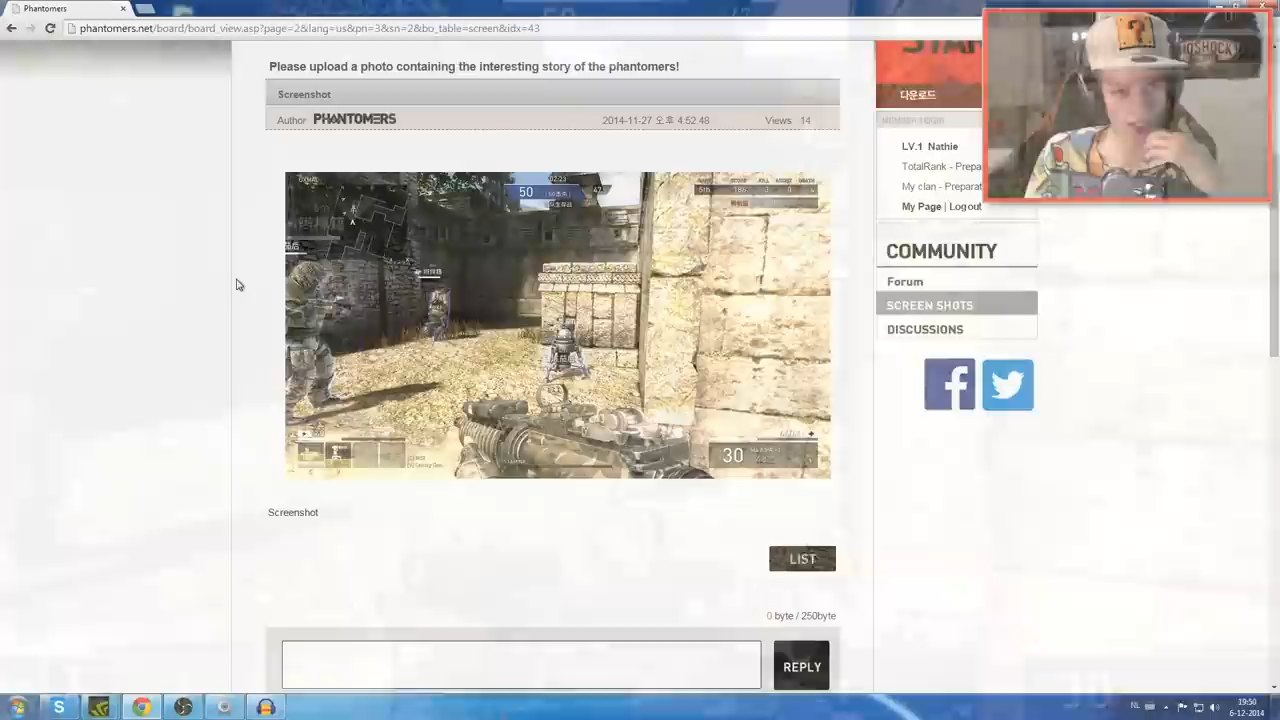 Phantomers
phantomers.net/board/board_view.asp?page=2&lang=us&pn=3&sn=2&bo_table=screen&idx=43
Please upload a photo containing the interesting story of the phantomers!
Screenshot
Author PHANTOMERS 2014-11-27 오후 4:52:48 Views 14
50
02:23
30
Screenshot
LIST
0 byte / 250byte
REPLY
다운로드
LV.1 Nathie
TotalRank - Prepa
My clan - Preparat
My Page | Logout
COMMUNITY
Forum
SCREEN SHOTS
DISCUSSIONS
NL
19:50
6-12-2014